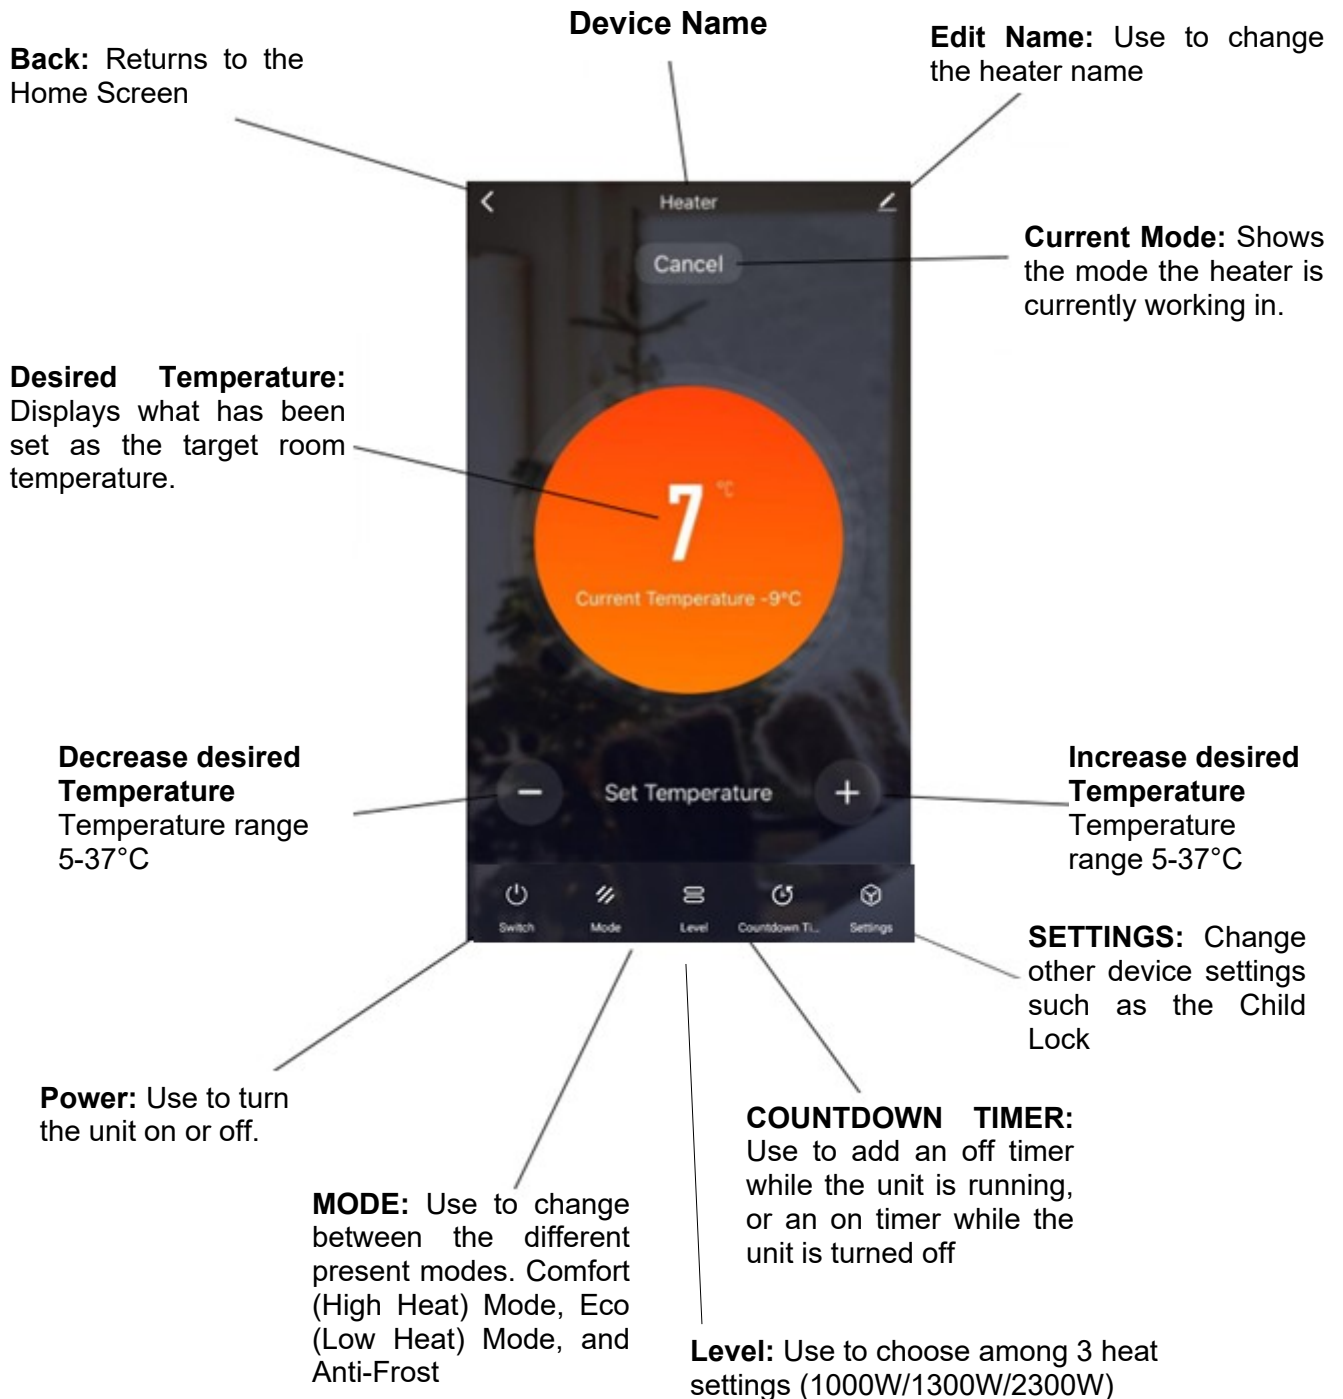 Device Name
Back: Returns to the
Home Screen
Edit Name: Use to change
the heater name
Heater
Cancel
Current Mode: Shows
the mode the heater is
currently working in.
Desired Temperature:
Displays what has been
set as the target room
temperature.
7 °C
Current Temperature -9°C
Decrease desired
Temperature
Temperature range
5-37°C
Set Temperature
Increase desired
Temperature
Temperature
range 5-37°C
Switch
Mode
Level
Countdown Ti...
Settings
SETTINGS: Change
other device settings
such as the Child
Lock
Power: Use to turn
the unit on or off.
COUNTDOWN TIMER:
Use to add an off timer
while the unit is running,
or an on timer while the
unit is turned off
MODE: Use to change
between the different
present modes. Comfort
(High Heat) Mode, Eco
(Low Heat) Mode, and
Anti-Frost
Level: Use to choose among 3 heat
settings (1000W/1300W/2300W)